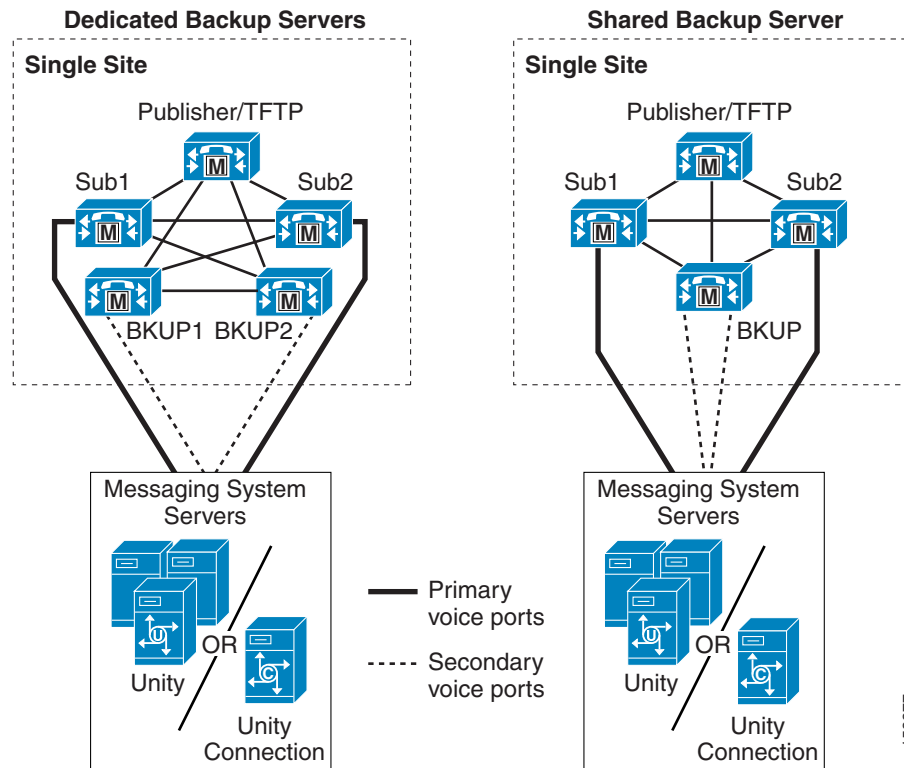 Dedicated Backup Servers
Single Site
Publisher/TFTP
Sub1
Sub2
M
M
M
M
M
BKUP1
BKUP2
Messaging System
Servers
U
OR
C
Unity
Unity
Connection
Primary
voice ports
Secondary
voice ports
Shared Backup Server
Single Site
Publisher/TFTP
Sub1
Sub2
M
M
M
M
BKUP
Messaging System
Servers
U
OR
C
Unity
Unity
Connection